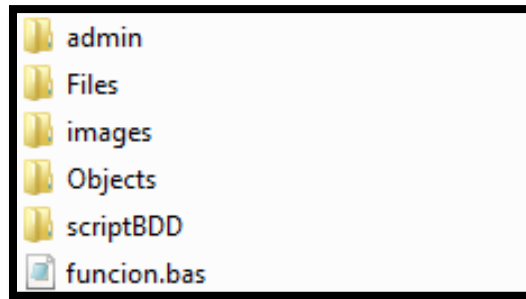 admin
Files
images
Objects
scriptBDD
funcion.bas